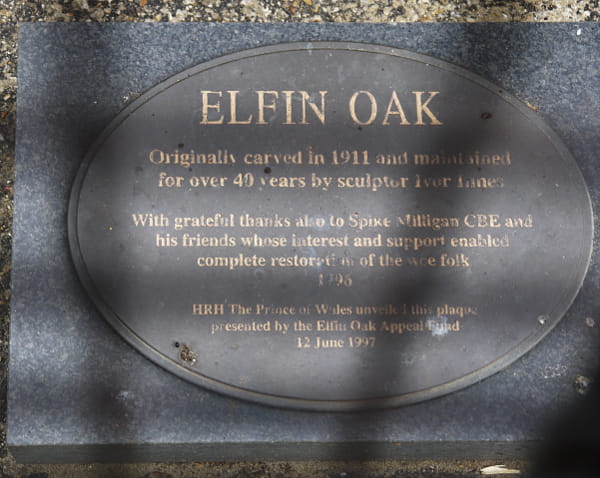 ELFIN OAK
Originally carved in 1911 and maintained
for over 40 years by sculptor Ivor Innes
With grateful thanks also to Spike Milligan CBE and
his friends whose interest and support enabled
complete restoration of the wee folk
1996
HRH The Prince of Wales unveiled this plaque
presented by the Elfin Oak Appeal Fund
12 June 1997